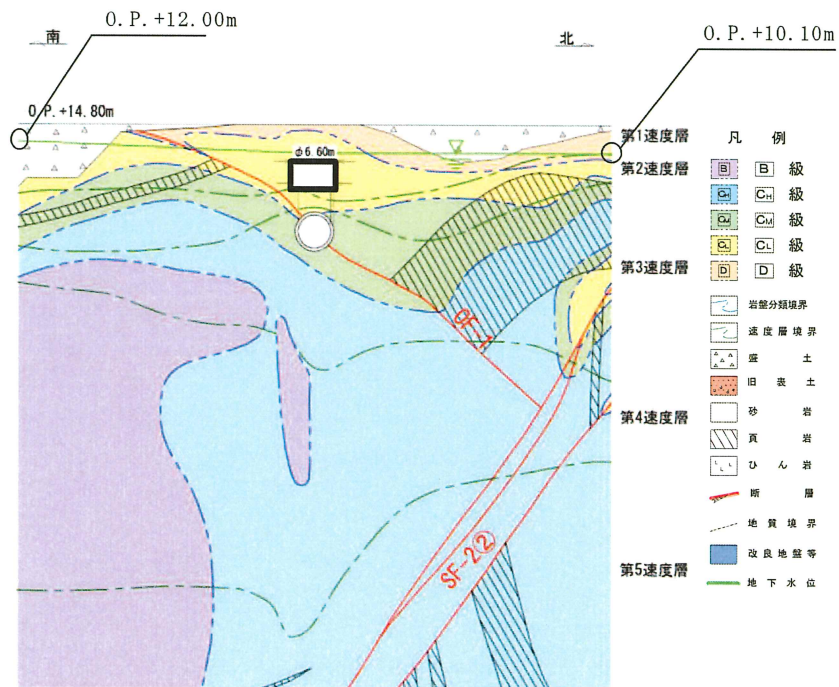 O.P.+12.00m
南
北
O.P.+10.10m
O.P.+14.80m
φ6.60m
OF-1
SF-2②
第1速度層
第2速度層
第3速度層
第4速度層
第5速度層
凡 例
B B 級
CH CH 級
CM CM 級
CL CL 級
D D 級
岩盤分類境界
速度層境界
盛 土
旧 表 土
砂 岩
頁 岩
ひ ん 岩
断 層
地 質 境 界
改 良 地 盤 等
地 下 水 位